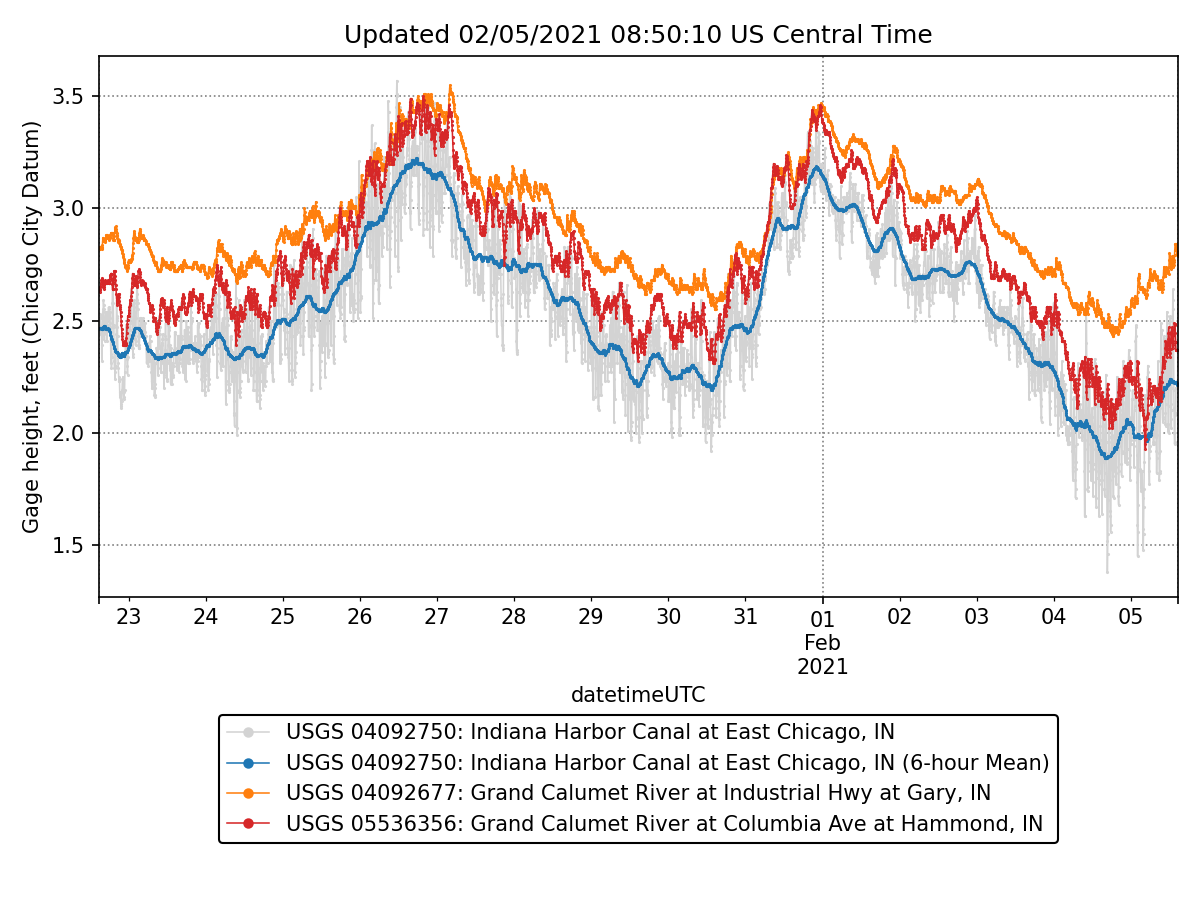 Updated 02/05/2021 08:50:10 US Central Time
Gage height, feet (Chicago City Datum)
3.5
3.0
2.5
2.0
1.5
23 24 25 26 27 28 29 30 31 01 02 03 04 05
Feb
2021
datetimeUTC
USGS 04092750: Indiana Harbor Canal at East Chicago, IN
USGS 04092750: Indiana Harbor Canal at East Chicago, IN (6-hour Mean)
USGS 04092677: Grand Calumet River at Industrial Hwy at Gary, IN
USGS 05536356: Grand Calumet River at Columbia Ave at Hammond, IN